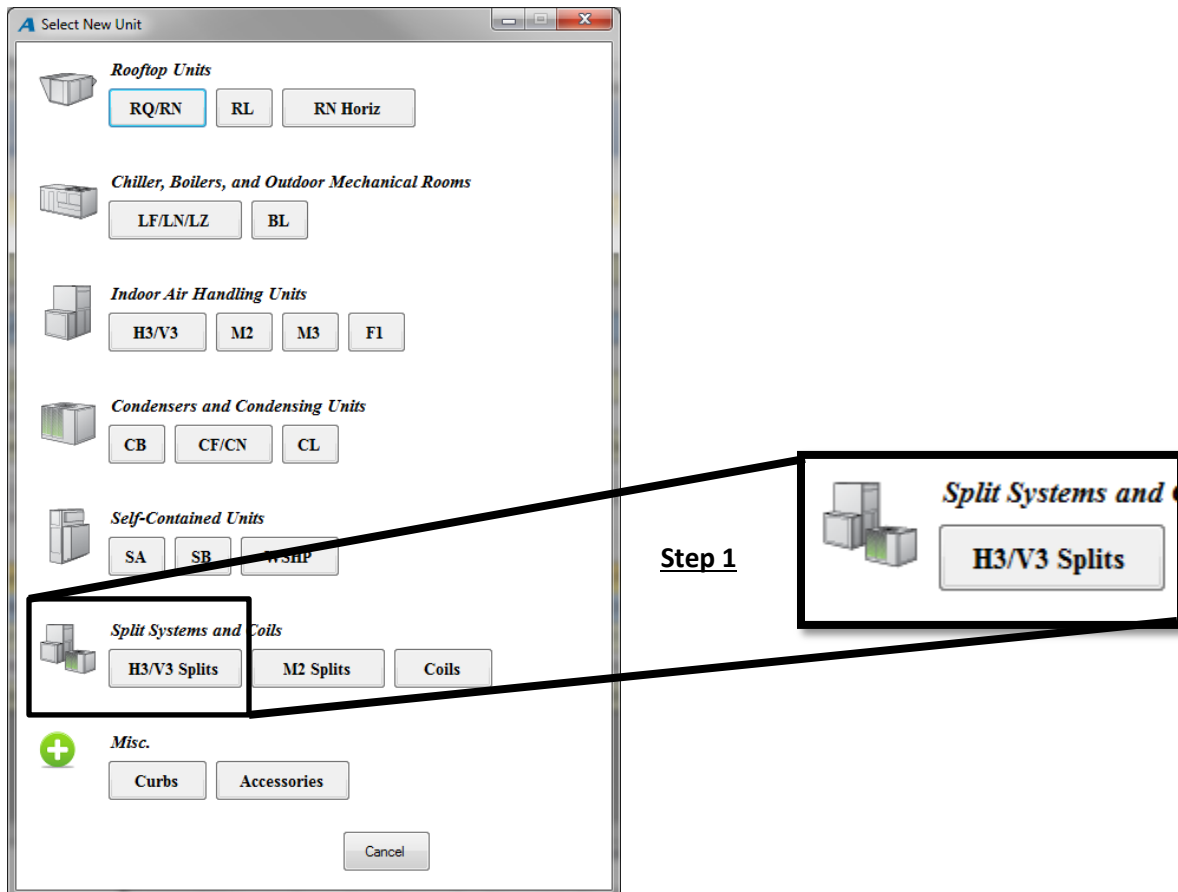 Select New Unit
Rooftop Units
RQ/RN RL RN Horiz
Chiller, Boilers, and Outdoor Mechanical Rooms
LF/LN/LZ BL
Indoor Air Handling Units
H3/V3 M2 M3 F1
Condensers and Condensing Units
CB CF/CN CL
Self-Contained Units
SA SB WSHP
Split Systems and Coils
H3/V3 Splits M2 Splits Coils
Misc.
Curbs Accessories
Cancel
Step 1
Split Systems and
H3/V3 Splits